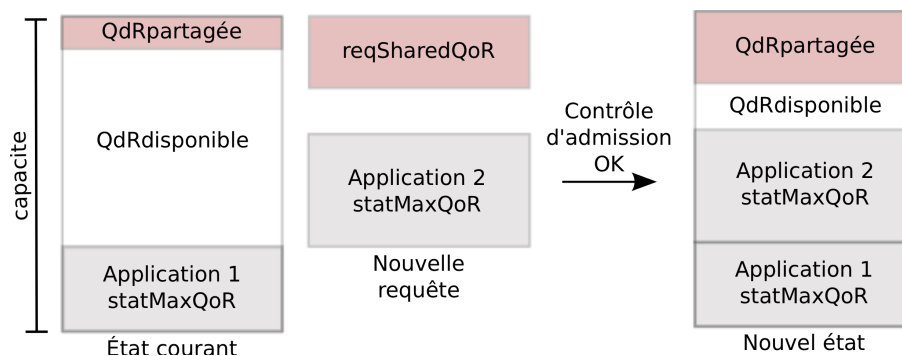 capacite
QdRpartagée
QdRdisponible
Application 1
statMaxQoR
État courant
reqSharedQoR
Application 2
statMaxQoR
Nouvelle
requête
Contrôle
d'admission
OK
QdRpartagée
QdRdisponible
Application 2
statMaxQoR
Application 1
statMaxQoR
Nouvel état